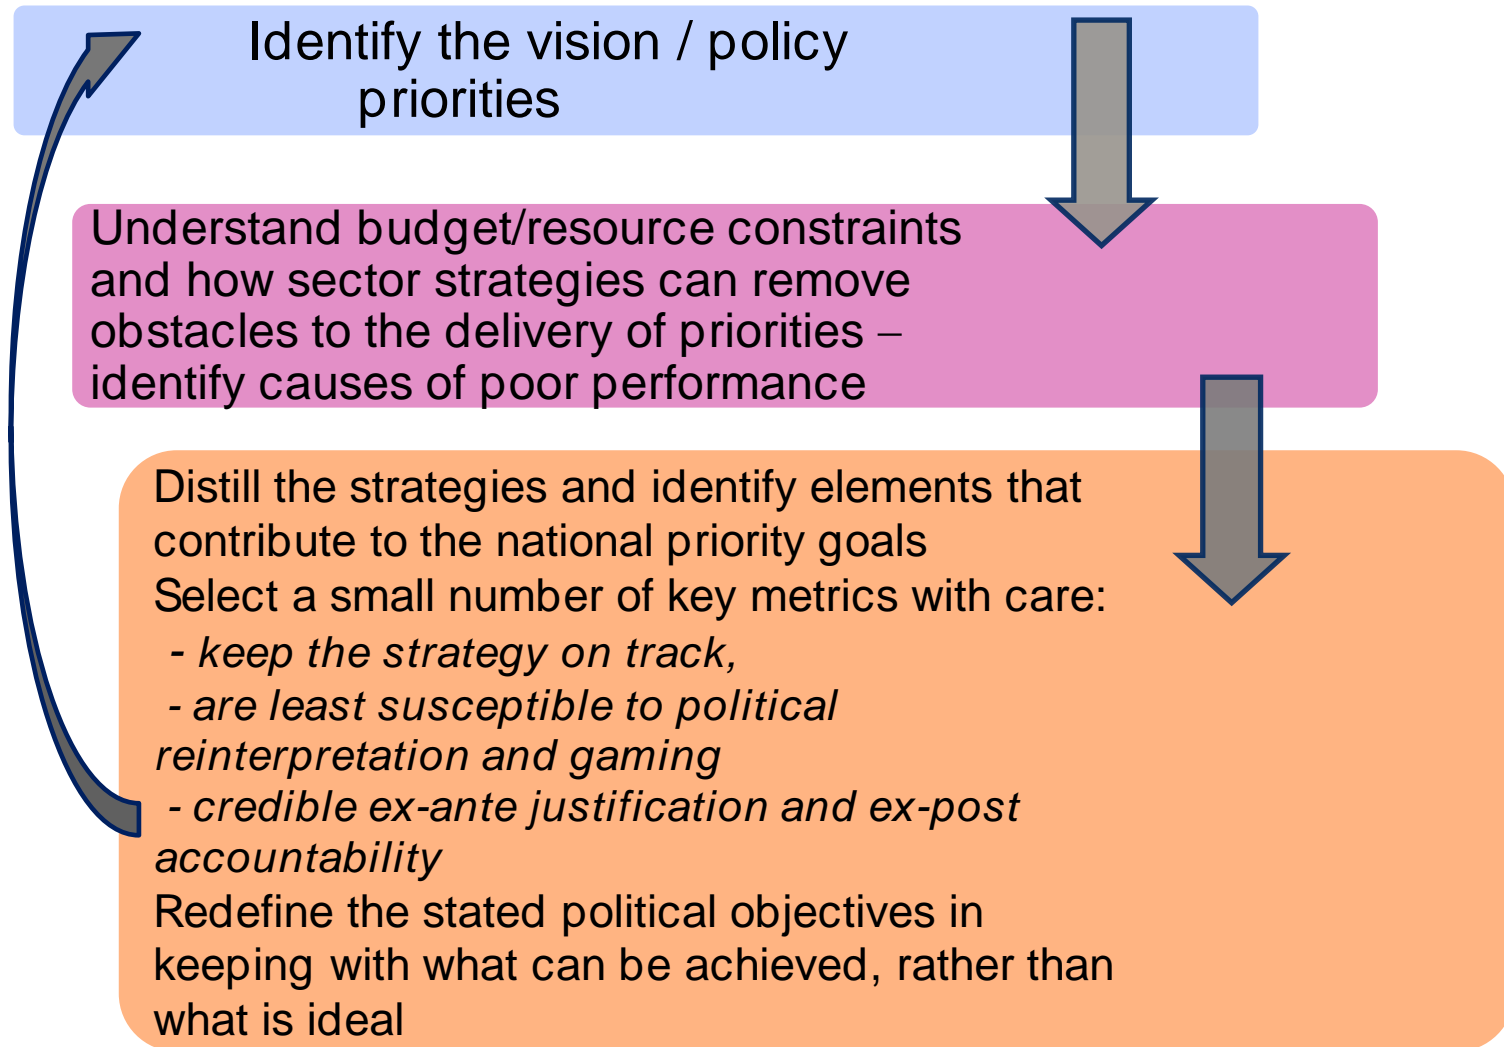 Identify the vision / policy
priorities
Understand budget/resource constraints
and how sector strategies can remove
obstacles to the delivery of priorities –
identify causes of poor performance
Distill the strategies and identify elements that
contribute to the national priority goals
Select a small number of key metrics with care:
- keep the strategy on track,
- are least susceptible to political
reinterpretation and gaming
- credible ex-ante justification and ex-post
accountability
Redefine the stated political objectives in
keeping with what can be achieved, rather than
what is ideal